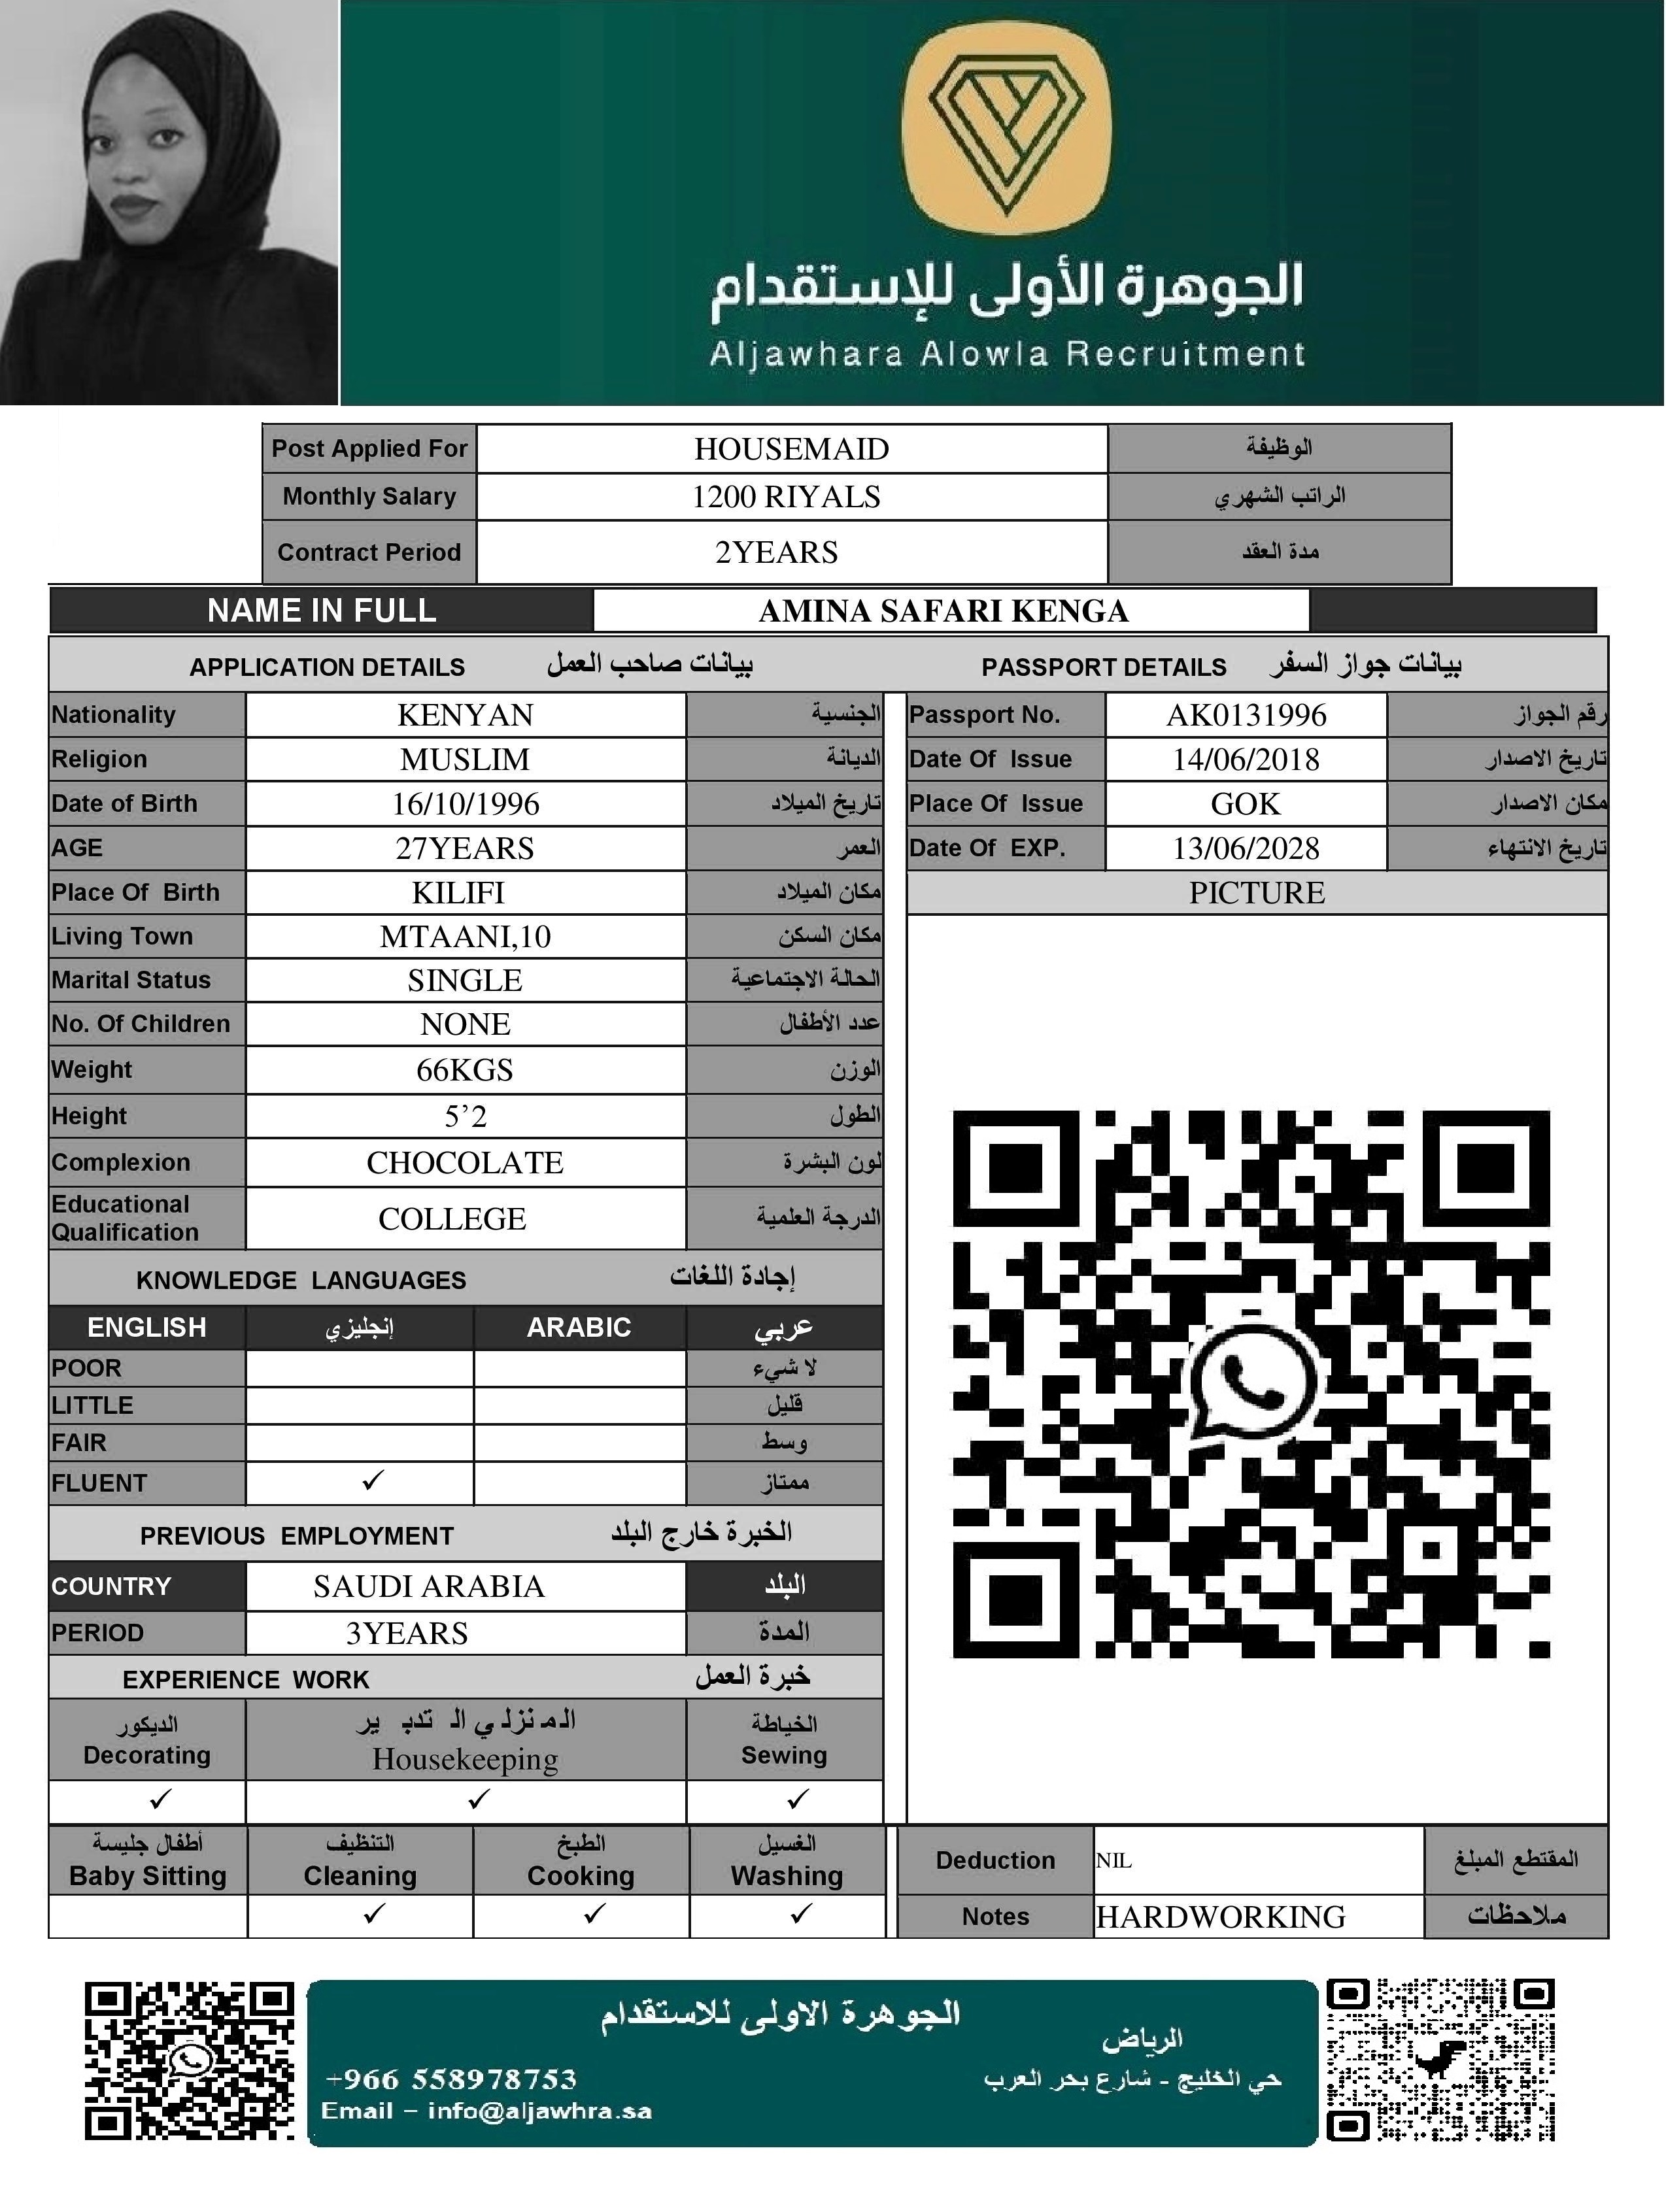 الجوهرة الأولى للإستقدام
Aljawhara Alowla Recruitment
Post Applied For HOUSEMAID الوظيفة
Monthly Salary 1200 RIYALS الراتب الشهري
Contract Period 2YEARS مدة العقد
NAME IN FULL AMINA SAFARI KENGA
APPLICATION DETAILS بيانات صاحب العمل
Nationality KENYAN الجنسية
Religion MUSLIM الديانة
Date of Birth 16/10/1996 تاريخ الميلاد
AGE 27YEARS العمر
Place Of Birth KILIFI مكان الميلاد
Living Town MTAANI,10 مكان السكن
Marital Status SINGLE الحالة الاجتماعية
No. Of Children NONE عدد الأطفال
Weight 66KGS الوزن
Height 5’2 الطول
Complexion CHOCOLATE لون البشرة
Educational
Qualification COLLEGE الدرجة العلمية
KNOWLEDGE LANGUAGES إجادة اللغات
ENGLISH إنجليزي ARABIC عربي
POOR لا شيء
LITTLE قليل
FAIR وسط
FLUENT ✓ ممتاز
PREVIOUS EMPLOYMENT الخبرة خارج البلد
COUNTRY SAUDI ARABIA البلد
PERIOD 3YEARS المدة
EXPERIENCE WORK خبرة العمل
الديكور المنزلي التدبير الخياطة
Decorating Housekeeping Sewing
✓ ✓ ✓
أطفال جليسة التنظيف الطبخ الغسيل
Baby Sitting Cleaning Cooking Washing
✓ ✓ ✓
PASSPORT DETAILS بيانات جواز السفر
Passport No. AK0131996 رقم الجواز
Date Of Issue 14/06/2018 تاريخ الاصدار
Place Of Issue GOK مكان الاصدار
Date Of EXP. 13/06/2028 تاريخ الانتهاء
PICTURE
Deduction NIL المقتطع المبلغ
Notes HARDWORKING ملاحظات
الجوهرة الاولى للاستقدام
الرياض
+966 558978753
حي الخليج - شارع بحر العرب
Email – info@aljawhra.sa